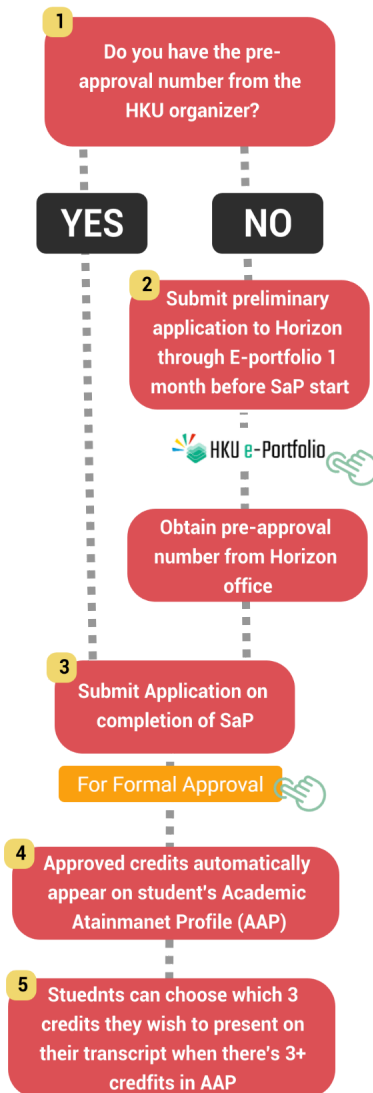 1
Do you have the pre-
approval number from the
HKU organizer?
YES
NO
2
Submit preliminary
application to Horizon
through E-portfolio 1
month before SaP start
HKU e-Portfolio
Obtain pre-approval
number from Horizon
office
3
Submit Application on
completion of SaP
For Formal Approval
4
Approved credits automatically
appear on student's Academic
Atainmanet Profile (AAP)
5
Stuednts can choose which 3
credits they wish to present on
their transcript when there's 3+
credfits in AAP